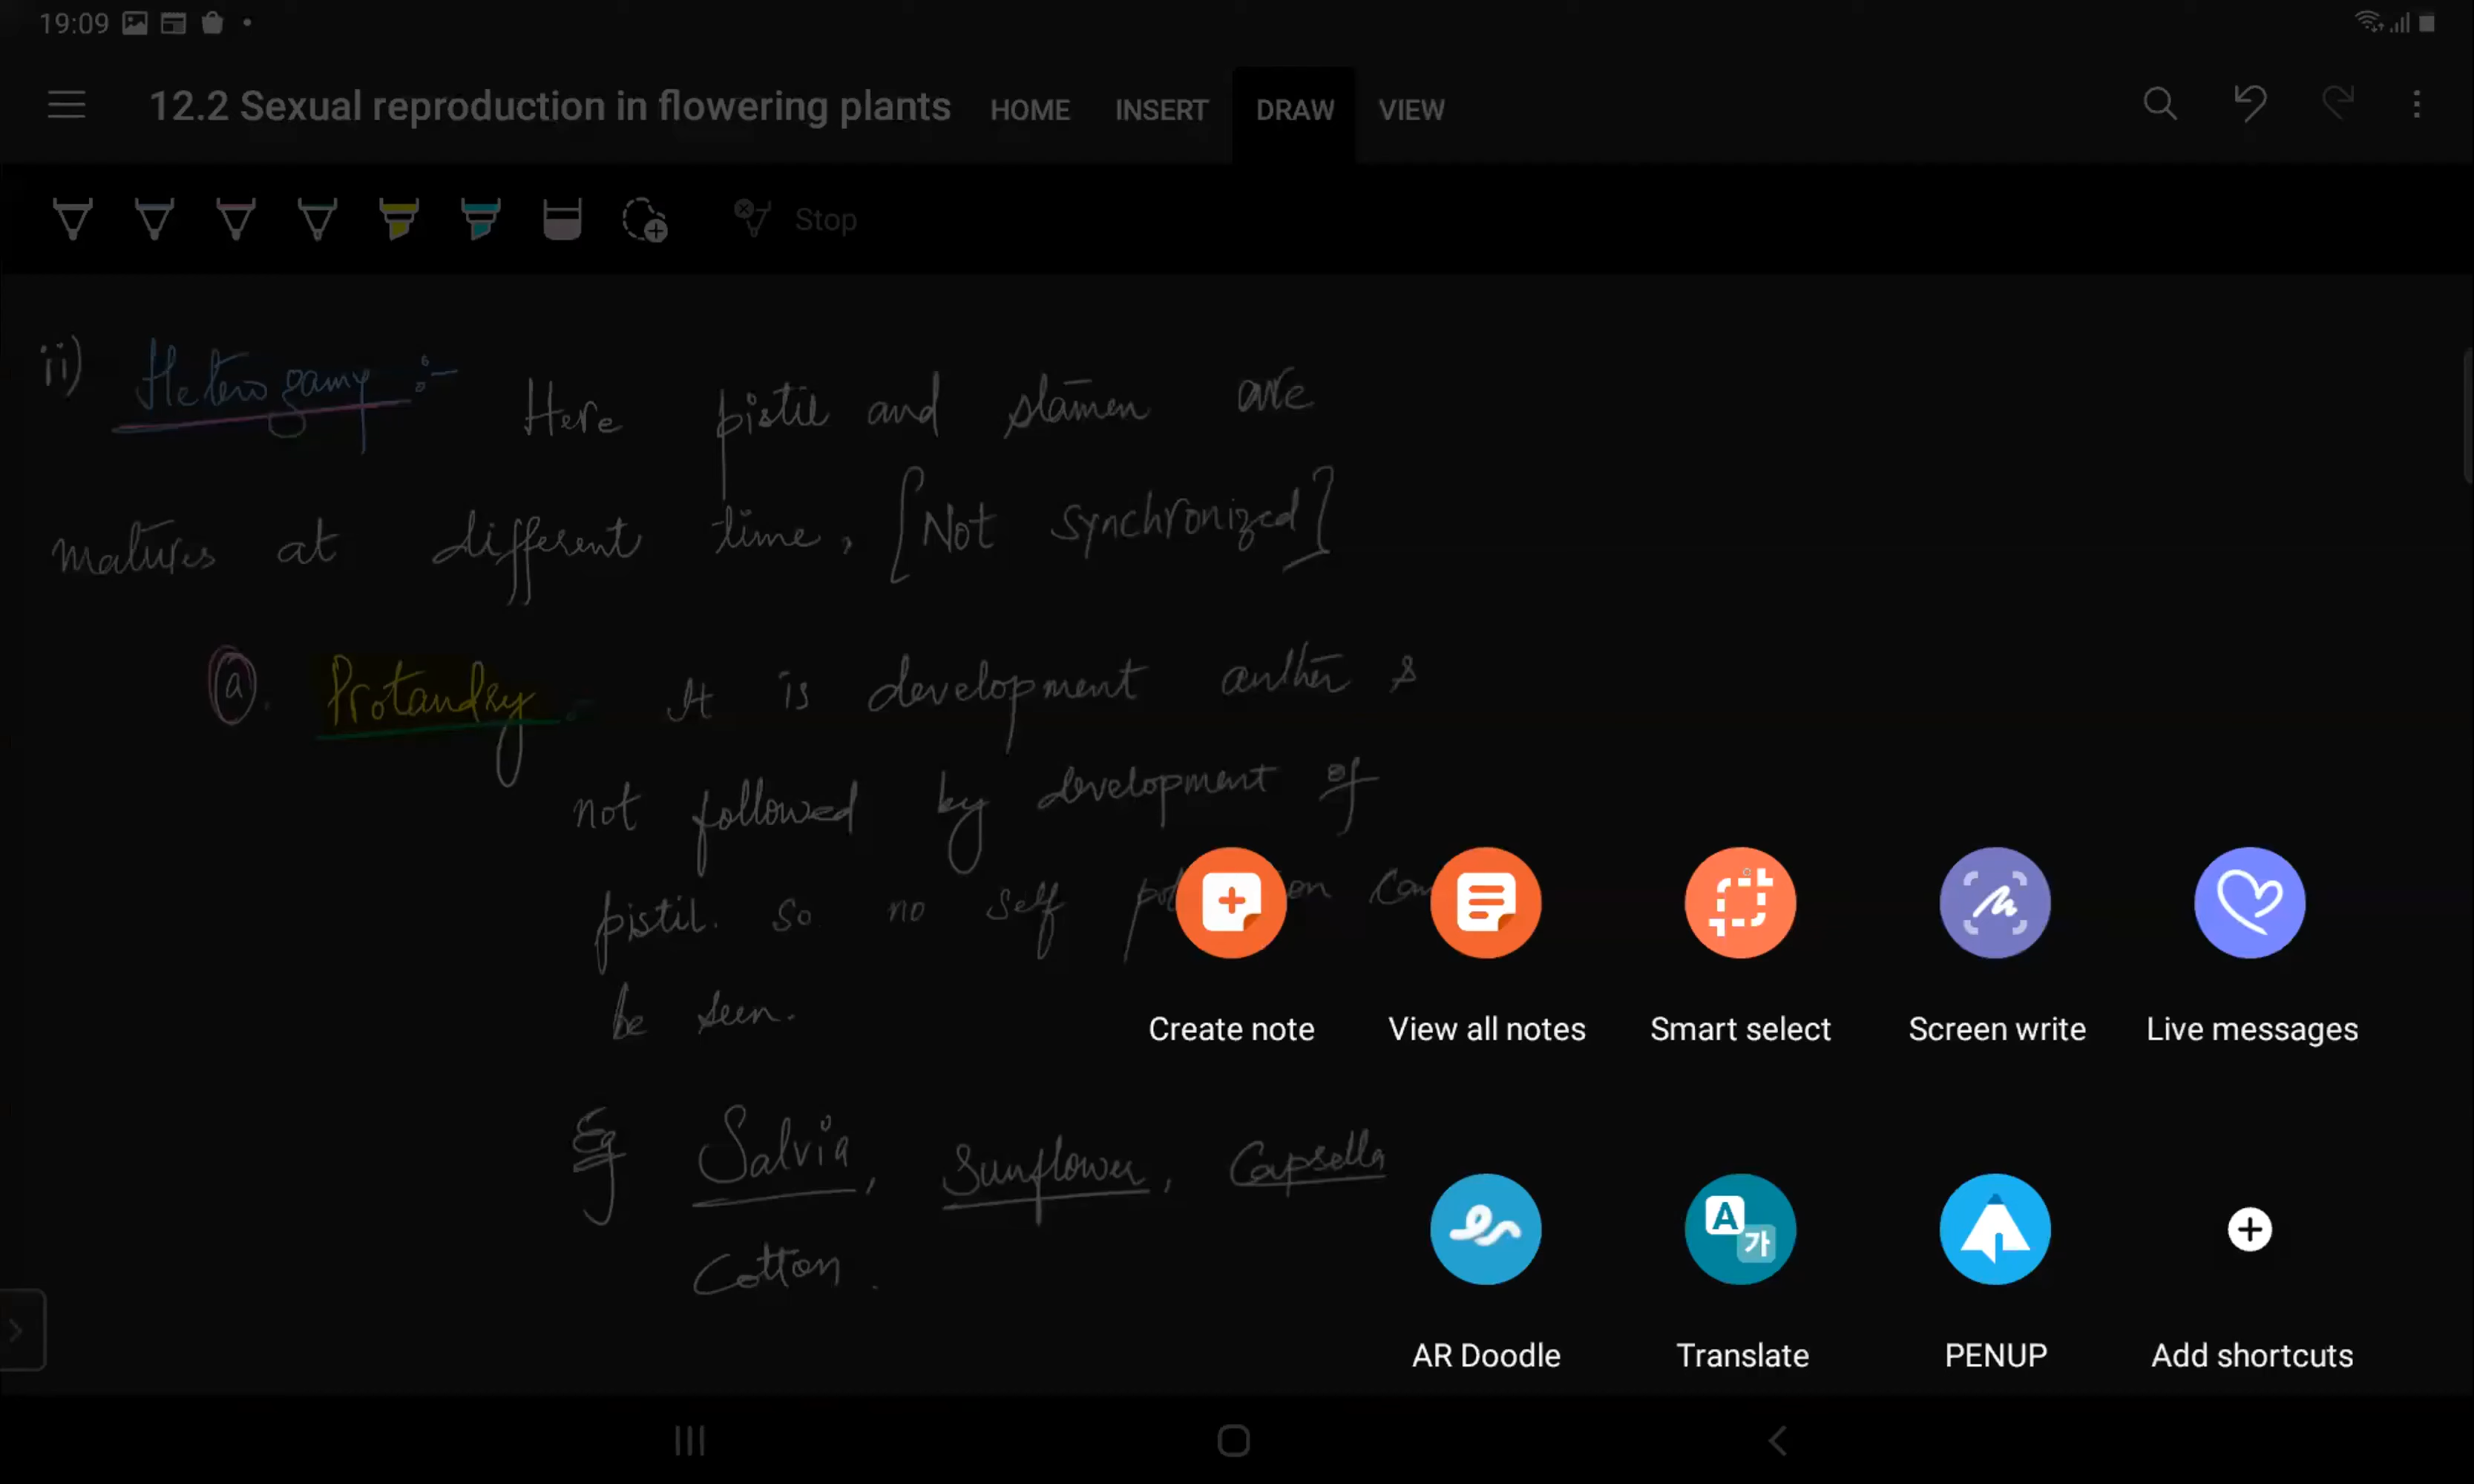 19:09
12.2 Sexual reproduction in flowering plants HOME INSERT DRAW VIEW
Stop
ii) Heterogamy :- Here pistil and stamen are
matures at different time, [Not synchronized]
a. Protandry - It is development anther &
not followed by development of
pistil. So no self can
be seen.
Eg Salvia, Sunflower, Capsella
Cotton.
Create note View all notes Smart select Screen write Live messages
AR Doodle Translate PENUP Add shortcuts